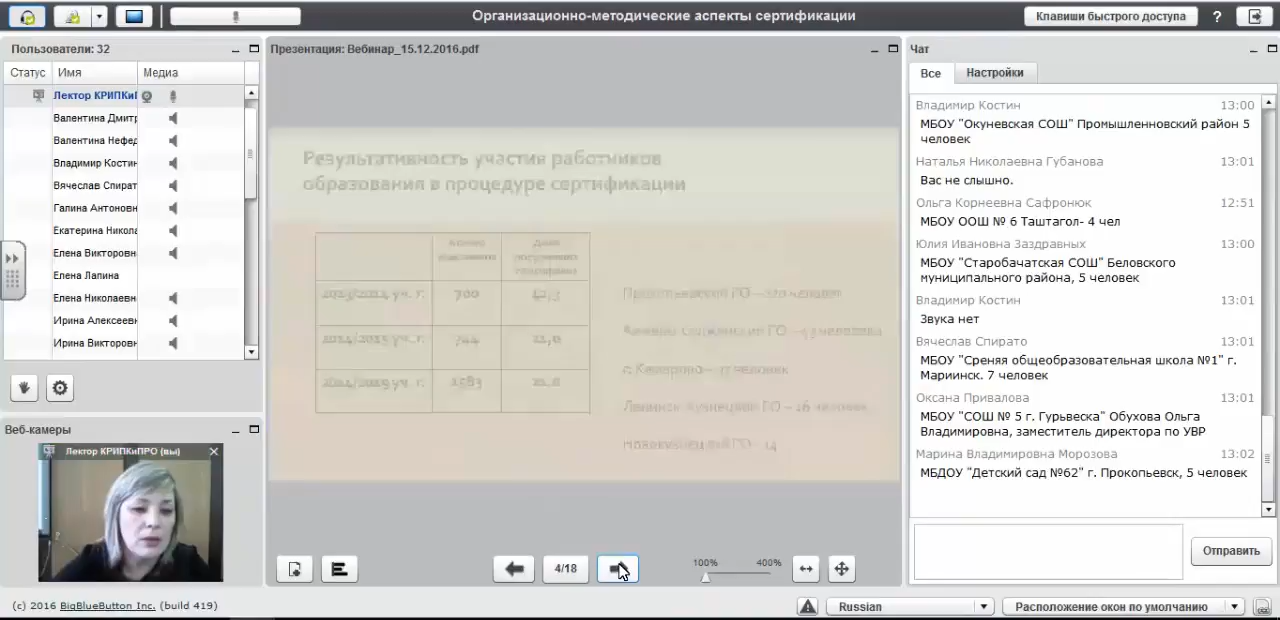 Организационно-методические аспекты сертификации
Клавиши быстрого доступа
?
Пользователи: 32
Статус Имя Медиа
Лектор КРИПКиI
Валентина Дмитр
Валентина Нефед
Владимир Костин
Вячеслав Спират
Галина Антоновн
Екатерина Никола
Елена Викторовн
Елена Лапина
Елена Николаевн
Ирина Алексеевн
Ирина Викторовн
Веб-камеры
Лектор КРИПКиПРО (вы)
Презентация: Вебинар_15.12.2016.pdf
Результативность участия работников
образования в процедуре сертификации
2013/2014 уч. г. 700
1583
г. Кемерово –
4/18
100% 400%
Чат
Все Настройки
Владимир Костин 13:00
МБОУ "Окуневская СОШ" Промышленновский район 5
человек
Наталья Николаевна Губанова 13:01
Вас не слышно.
Ольга Корнеевна Сафронюк 12:51
МБОУ ООШ № 6 Таштагол- 4 чел
Юлия Ивановна Заздравных 13:00
МБОУ "Старобачатская СОШ" Беловского
муниципального района, 5 человек
Владимир Костин 13:01
Звука нет
Вячеслав Спирато 13:01
МБОУ "Среняя общеобразовательная школа №1" г.
Мариинск. 7 человек
Оксана Привалова 13:01
МБОУ "СОШ № 5 г. Гурьвеска" Обухова Ольга
Владимировна, заместитель директора по УВР
Марина Владимировна Морозова 13:02
МБДОУ "Детский сад №62" г. Прокопьевск, 5 человек
Отправить
(c) 2016 BigBlueButton Inc. (build 419)
Russian
Расположение окон по умолчанию